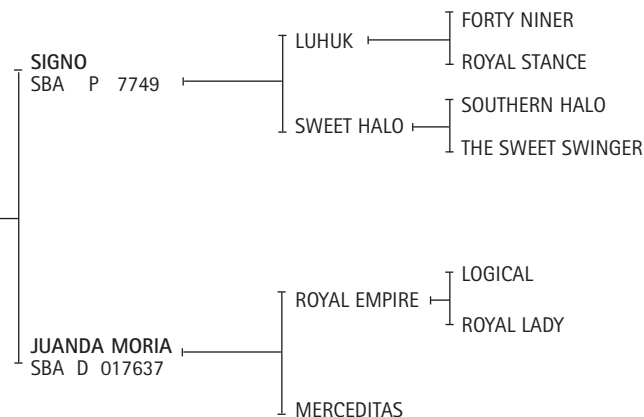 FORTY NINER
LUHUK
SIGNO
ROYAL STANCE
SBA P 7749
SOUTHERN HALO
SWEET HALO
THE SWEET SWINGER
LOGICAL
ROYAL EMPIRE
ROYAL LADY
JUANDA MORIA
SBA D 017637
MERCEDITAS